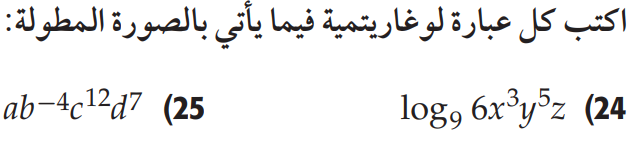 اكتب كل عبارة لوغاريتمية فيما يأتي بالصورة المطولة:
24) log₉ 6x³y⁵z
25) ab⁻⁴c¹²d⁷